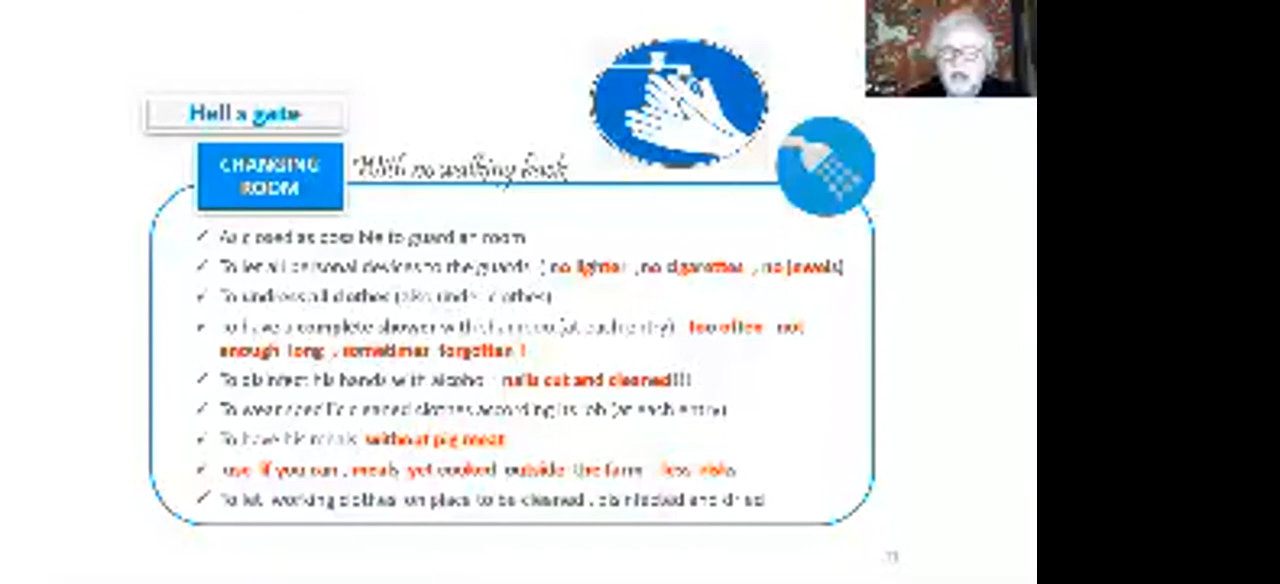 Hell s gate
CHANGING
ROOM
With no walking back
As closed as possible to guardian room
To let all personal devices to the guards ( no lighter , no cigarettes , no jewels)
To undress all clothes (also under clothes)
To have a complete shower with shampoo (at each entry) too often not
enough long , sometimes forgotten !
To disinfect his hands with alcohol nails cut and cleaned!!!
To wear specific cleaned clothes according its job (at each entry)
To have his meals without pig meat
use if you can , meals yet cooked outside the farm less risks
To let working clothes on place to be cleaned , disinfected and dried